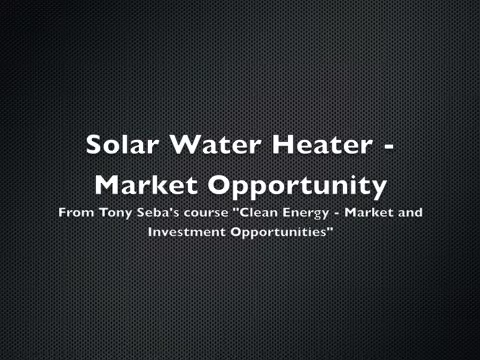 Solar Water Heater -
Market Opportunity
From Tony Seba's course "Clean Energy - Market and
Investment Opportunities"